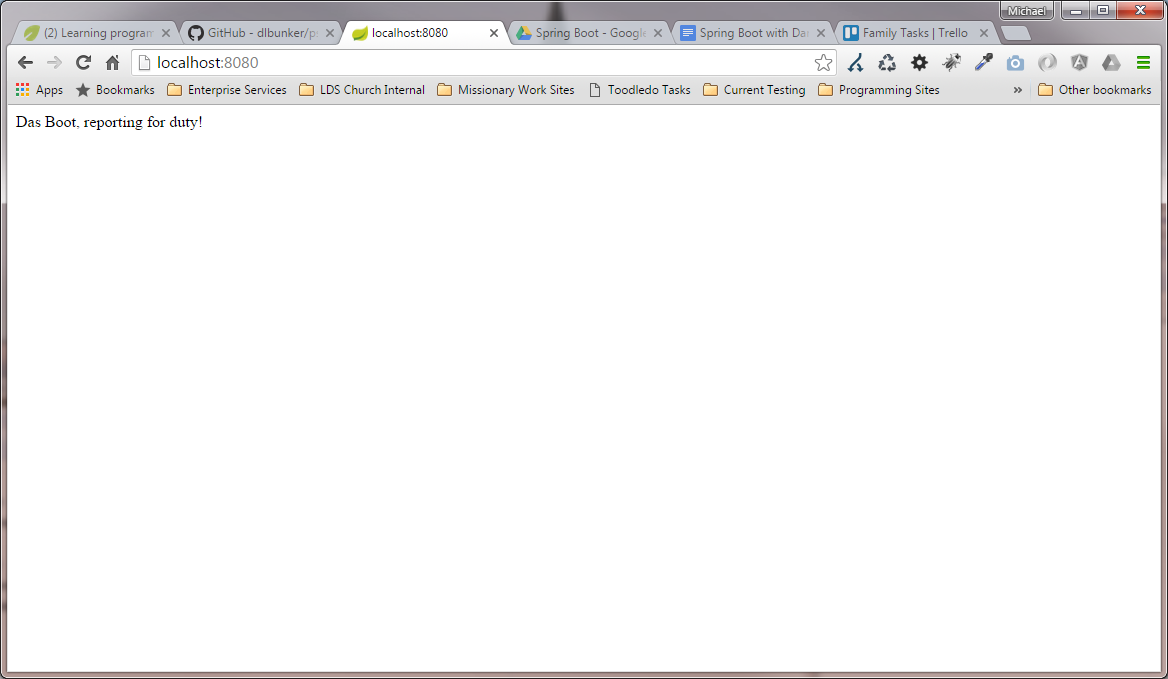 Michael
(2) Learning program
GitHub - dlbunker/ps
localhost:8080
Spring Boot - Google
Spring Boot with Da
Family Tasks | Trello
localhost:8080
Apps Bookmarks Enterprise Services LDS Church Internal Missionary Work Sites Toodledo Tasks Current Testing Programming Sites » Other bookmarks
Das Boot, reporting for duty!